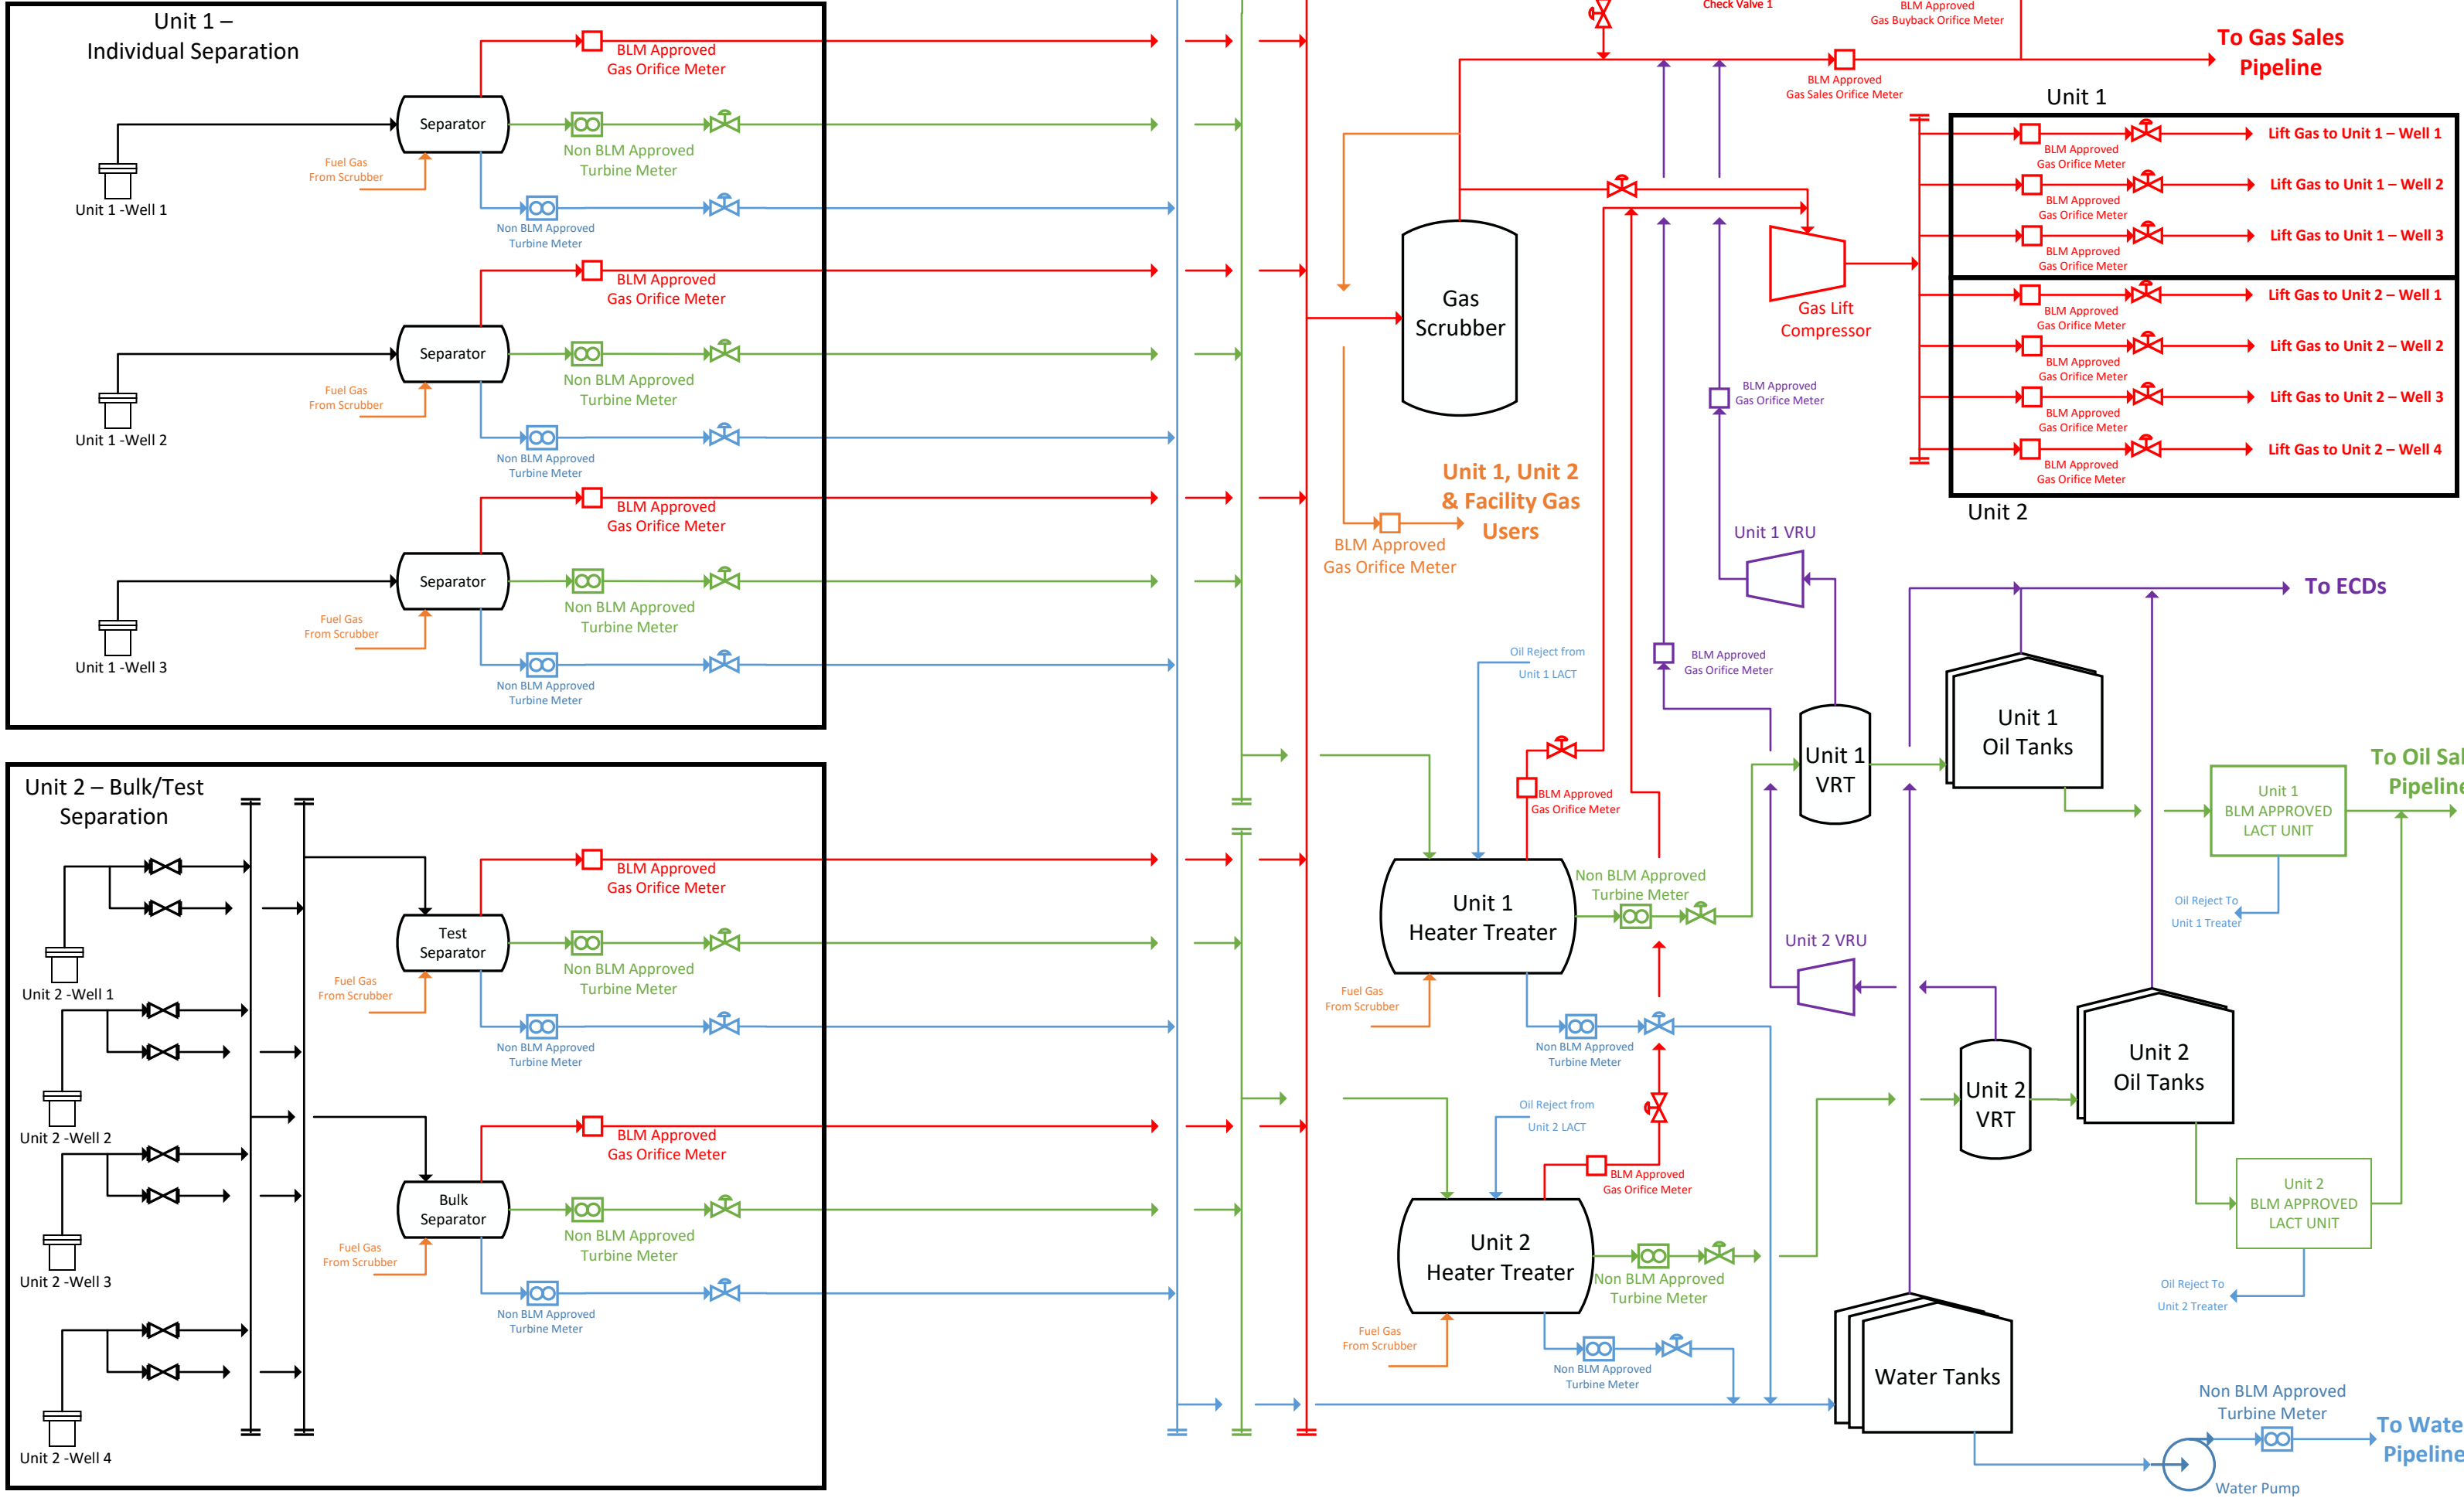 Unit 1 –
Individual Separation
BLM Approved
Gas Orifice Meter
Separator
Non BLM Approved
Turbine Meter
Fuel Gas
From Scrubber
Unit 1 -Well 1
Non BLM Approved
Turbine Meter
BLM Approved
Gas Orifice Meter
Separator
Non BLM Approved
Turbine Meter
Fuel Gas
From Scrubber
Unit 1 -Well 2
Non BLM Approved
Turbine Meter
BLM Approved
Gas Orifice Meter
Separator
Non BLM Approved
Turbine Meter
Fuel Gas
From Scrubber
Unit 1 -Well 3
Non BLM Approved
Turbine Meter
Unit 2 – Bulk/Test
Separation
BLM Approved
Gas Orifice Meter
Test
Separator
Non BLM Approved
Turbine Meter
Fuel Gas
From Scrubber
Unit 2 -Well 1
Non BLM Approved
Turbine Meter
Unit 2 -Well 2
BLM Approved
Gas Orifice Meter
Bulk
Separator
Non BLM Approved
Turbine Meter
Fuel Gas
From Scrubber
Unit 2 -Well 3
Non BLM Approved
Turbine Meter
Unit 2 -Well 4
Check Valve 1
BLM Approved
Gas Buyback Orifice Meter
To Gas Sales
Pipeline
BLM Approved
Gas Sales Orifice Meter
Unit 1
Lift Gas to Unit 1 – Well 1
BLM Approved
Gas Orifice Meter
Lift Gas to Unit 1 – Well 2
BLM Approved
Gas Orifice Meter
Lift Gas to Unit 1 – Well 3
BLM Approved
Gas Orifice Meter
Lift Gas to Unit 2 – Well 1
BLM Approved
Gas Orifice Meter
Lift Gas to Unit 2 – Well 2
BLM Approved
Gas Orifice Meter
Lift Gas to Unit 2 – Well 3
BLM Approved
Gas Orifice Meter
Lift Gas to Unit 2 – Well 4
BLM Approved
Gas Orifice Meter
Unit 2
Gas
Scrubber
Gas Lift
Compressor
BLM Approved
Gas Orifice Meter
Unit 1, Unit 2
& Facility Gas
Users
BLM Approved
Gas Orifice Meter
Unit 1 VRU
To ECDs
Oil Reject from
Unit 1 LACT
BLM Approved
Gas Orifice Meter
Unit 1
Oil Tanks
Unit 1
VRT
BLM Approved
Gas Orifice Meter
To Oil Sal
Pipeline
Unit 1
BLM APPROVED
LACT UNIT
Non BLM Approved
Turbine Meter
Unit 1
Heater Treater
Oil Reject To
Unit 1 Treater
Unit 2 VRU
Fuel Gas
From Scrubber
Non BLM Approved
Turbine Meter
Unit 2
Oil Tanks
Unit 2
VRT
Oil Reject from
Unit 2 LACT
BLM Approved
Gas Orifice Meter
Unit 2
BLM APPROVED
LACT UNIT
Unit 2
Heater Treater
Non BLM Approved
Turbine Meter
Oil Reject To
Unit 2 Treater
Fuel Gas
From Scrubber
Non BLM Approved
Turbine Meter
Water Tanks
Non BLM Approved
Turbine Meter
To Wate
Pipeline
Water Pump